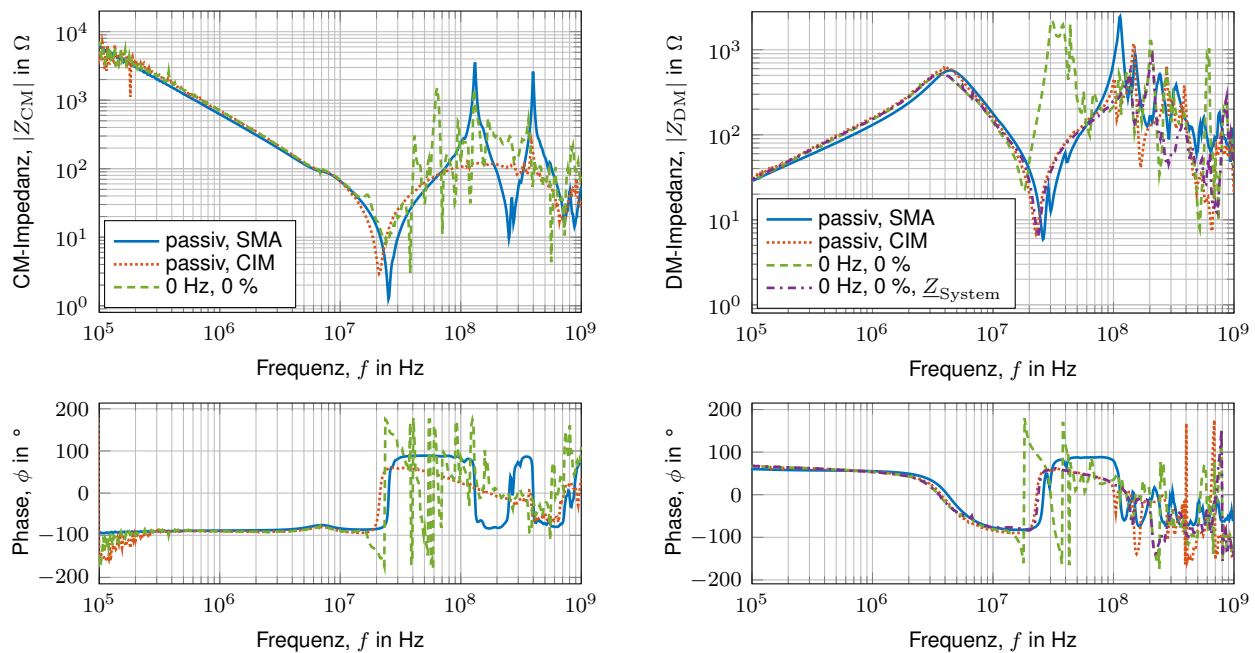 CM-Impedanz, |Z_CM| in Ω
10^4
10^3
10^2
10^1
10^0
passiv, SMA
passiv, CIM
0 Hz, 0 %
10^5 10^6 10^7 10^8 10^9
Frequenz, f in Hz
DM-Impedanz, |Z_DM| in Ω
10^3
10^2
10^1
10^0
passiv, SMA
passiv, CIM
0 Hz, 0 %
0 Hz, 0 %, Z_System
10^5 10^6 10^7 10^8 10^9
Frequenz, f in Hz
Phase, ϕ in °
200
100
0
−100
−200
10^5 10^6 10^7 10^8 10^9
Frequenz, f in Hz
Phase, ϕ in °
200
100
0
−100
−200
10^5 10^6 10^7 10^8 10^9
Frequenz, f in Hz